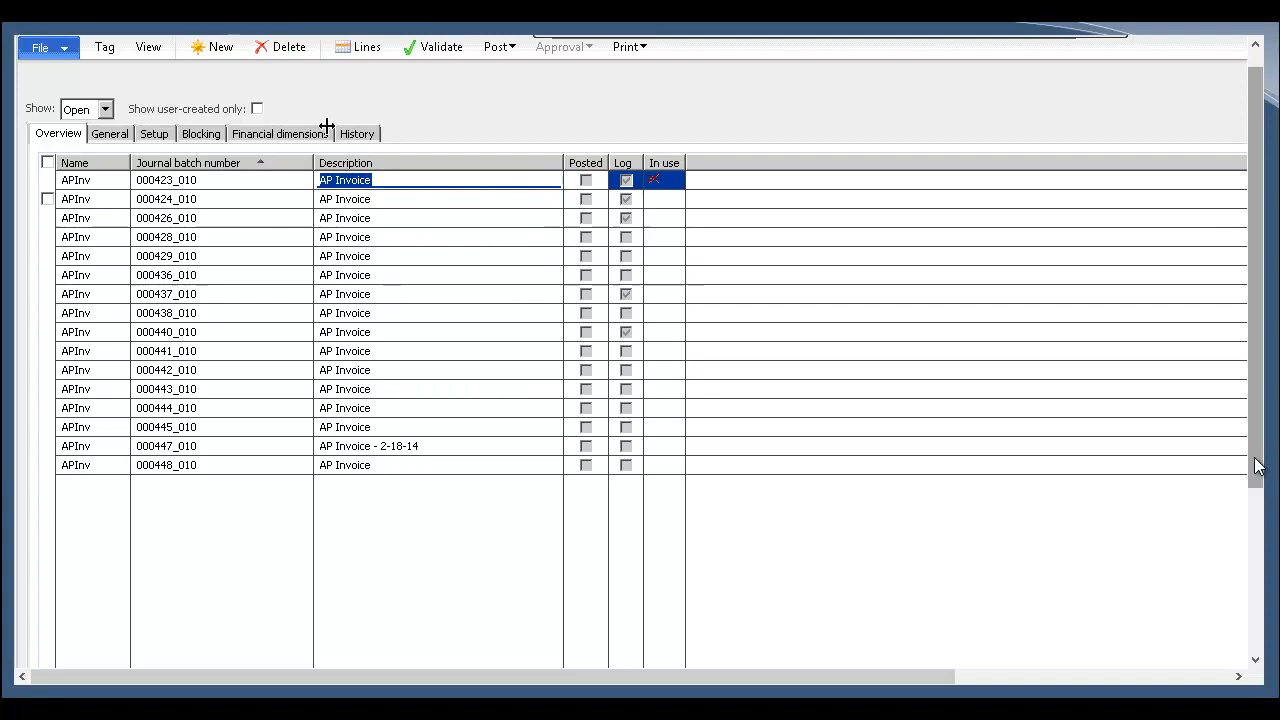 File Tag View New Delete Lines Validate Post Approval Print
Show: Open Show user-created only:
Overview General Setup Blocking Financial dimensions History
Name Journal batch number Description Posted Log In use
APInv 000423_010 AP Invoice
APInv 000424_010 AP Invoice
APInv 000426_010 AP Invoice
APInv 000428_010 AP Invoice
APInv 000429_010 AP Invoice
APInv 000436_010 AP Invoice
APInv 000437_010 AP Invoice
APInv 000438_010 AP Invoice
APInv 000440_010 AP Invoice
APInv 000441_010 AP Invoice
APInv 000442_010 AP Invoice
APInv 000443_010 AP Invoice
APInv 000444_010 AP Invoice
APInv 000445_010 AP Invoice
APInv 000447_010 AP Invoice - 2-18-14
APInv 000448_010 AP Invoice